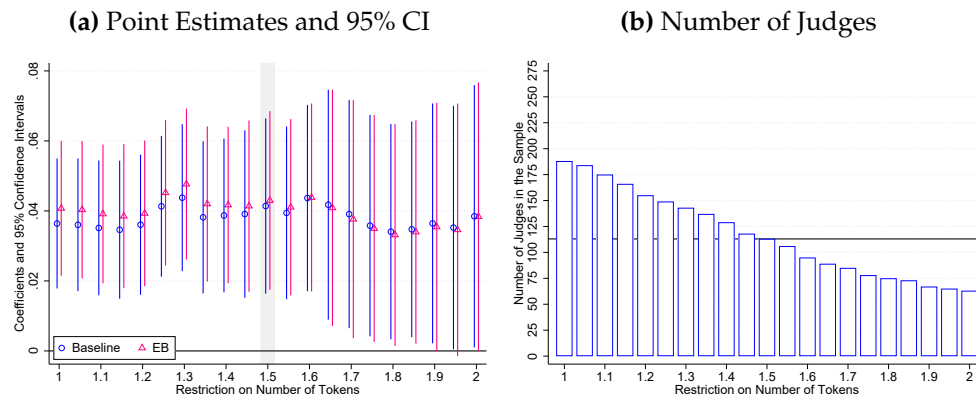 (a) Point Estimates and 95% CI
Coefficients and 95% Confidence Intervals
.08
.06
.04
.02
0
Baseline
EB
1 1.1 1.2 1.3 1.4 1.5 1.6 1.7 1.8 1.9 2
Restriction on Number of Tokens
(b) Number of Judges
Number of Judges in the Sample
275
250
225
200
175
150
125
100
75
50
25
0
1 1.1 1.2 1.3 1.4 1.5 1.6 1.7 1.8 1.9 2
Restriction on Number of Tokens